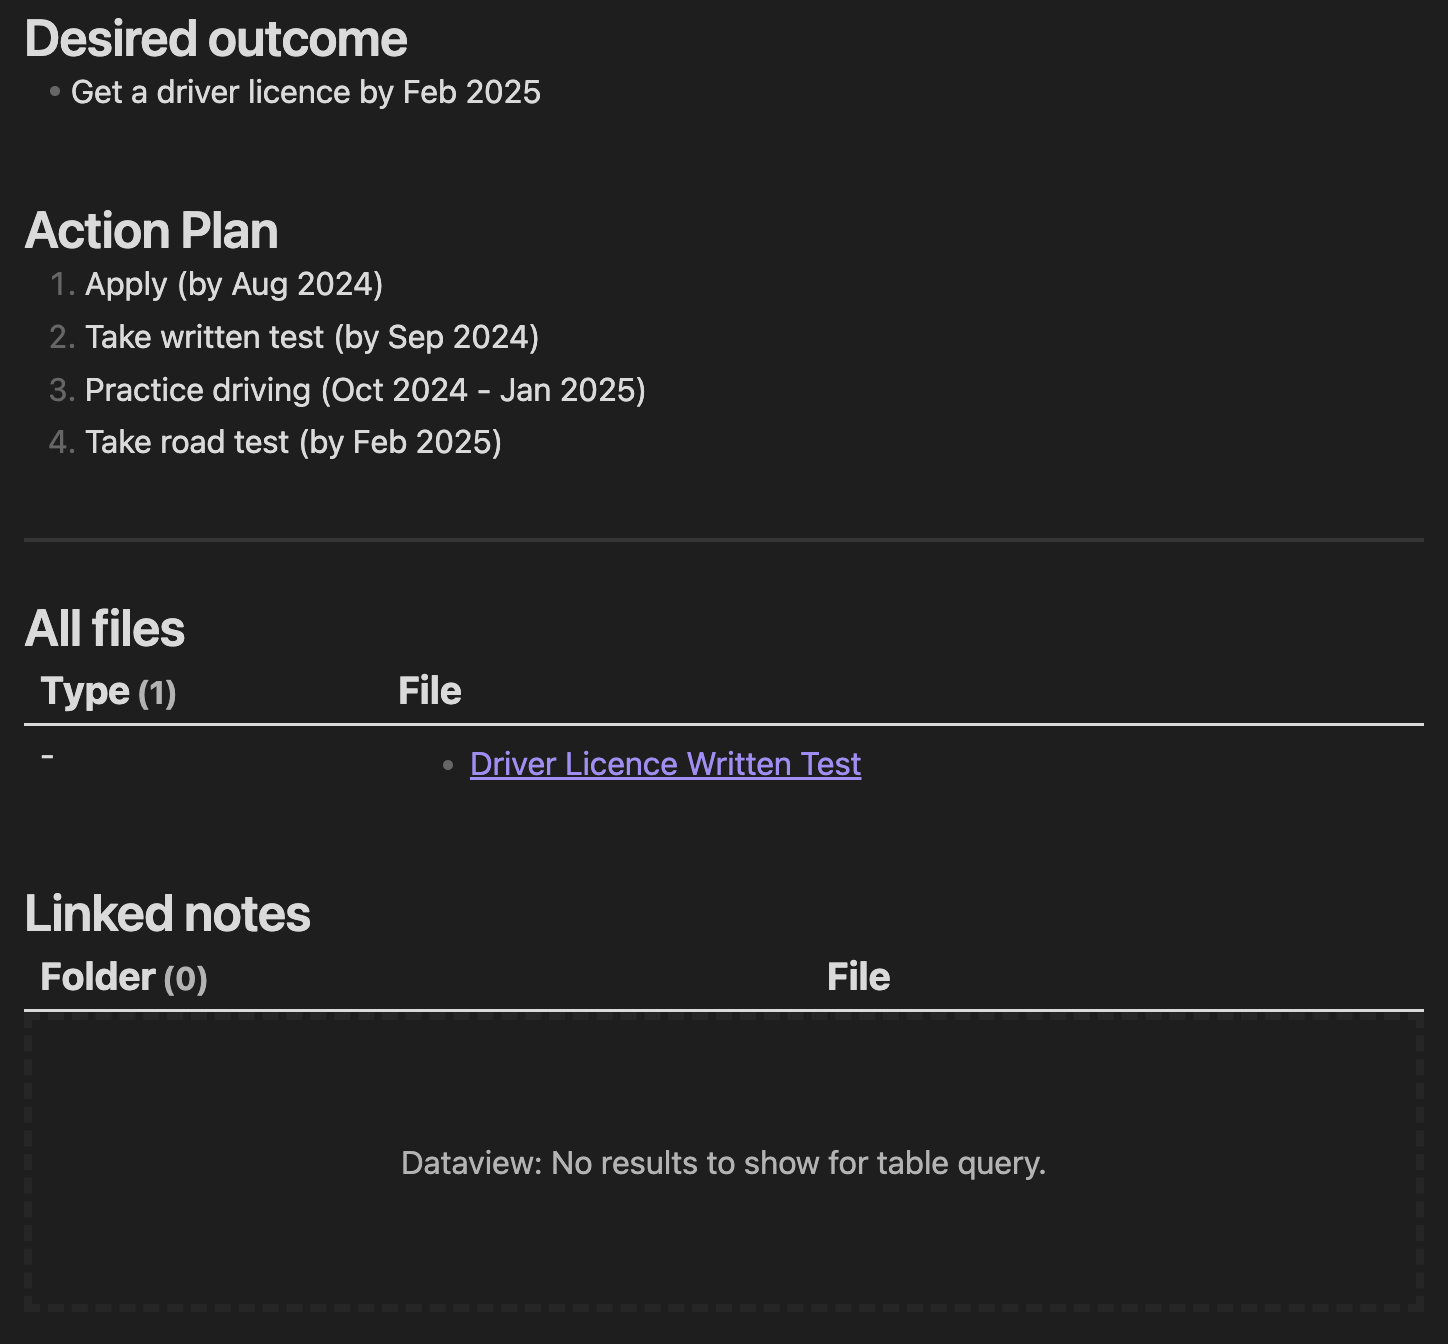 Desired outcome
• Get a driver licence by Feb 2025
Action Plan
1. Apply (by Aug 2024)
2. Take written test (by Sep 2024)
3. Practice driving (Oct 2024 - Jan 2025)
4. Take road test (by Feb 2025)
All files
Type (1) File
- • Driver Licence Written Test
Linked notes
Folder (0) File
Dataview: No results to show for table query.